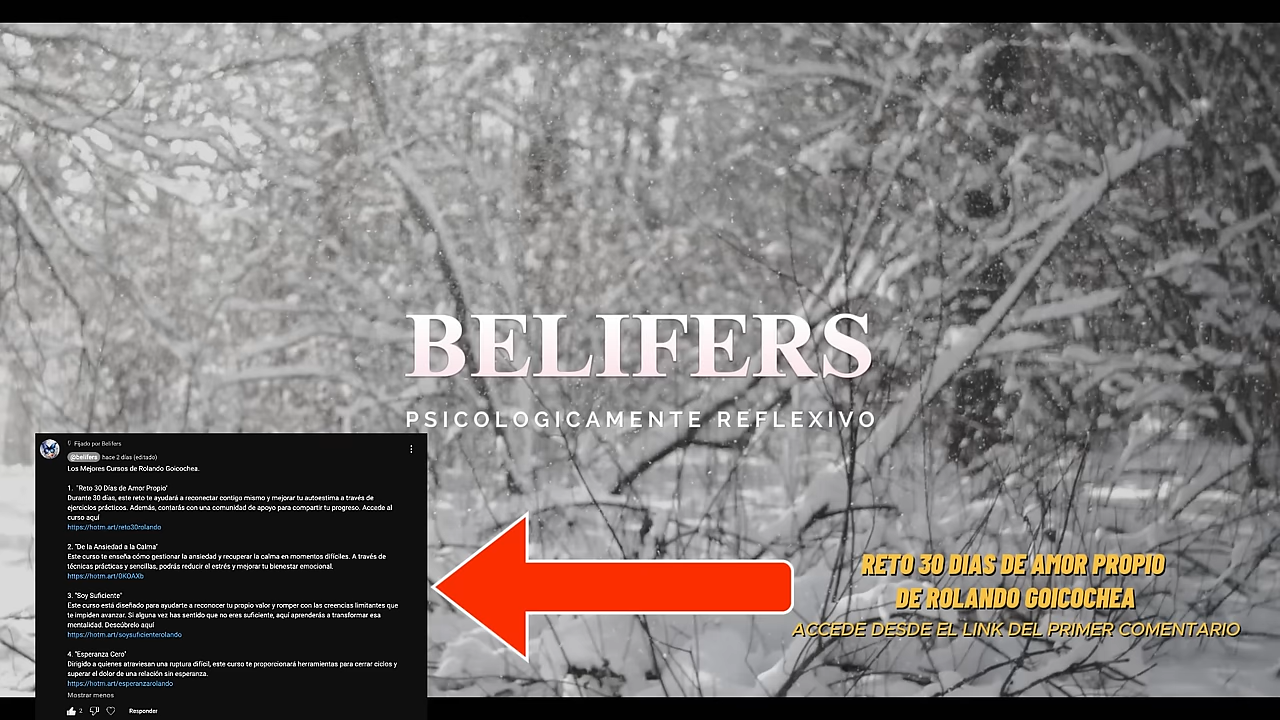 BELIFERS
PSICOLOGICAMENTE REFLEXIVO
Fijado por Belifers
@belifers hace 2 días (editado)
Los Mejores Cursos de Rolando Goicochea.
1. "Reto 30 Días de Amor Propio"
Durante 30 días, este reto te ayudará a reconectar contigo mismo y mejorar tu autoestima a través de
ejercicios prácticos. Además, contarás con una comunidad de apoyo para compartir tu progreso. Accede al
curso aquí
https://hotm.art/reto30rolando
2. "De la Ansiedad a la Calma"
Este curso te enseña cómo gestionar la ansiedad y recuperar la calma en momentos difíciles. A través de
técnicas prácticas y sencillas, podrás reducir el estrés y mejorar tu bienestar emocional.
https://hotm.art/0KOAXb
3. "Soy Suficiente"
Este curso está diseñado para ayudarte a reconocer tu propio valor y romper con las creencias limitantes que
te impiden avanzar. Si alguna vez has sentido que no eres suficiente, aquí aprenderás a transformar esa
mentalidad. Descúbrelo aquí
https://hotm.art/soysuficienterolando
4. "Esperanza Cero"
Dirigido a quienes atraviesan una ruptura difícil, este curso te proporcionará herramientas para cerrar ciclos y
superar el dolor de una relación sin esperanza.
https://hotm.art/esperanzarolando
Mostrar menos
2 Responder
RETO 30 DIAS DE AMOR PROPIO
DE ROLANDO GOICOCHEA
ACCEDE DESDE EL LINK DEL PRIMER COMENTARIO